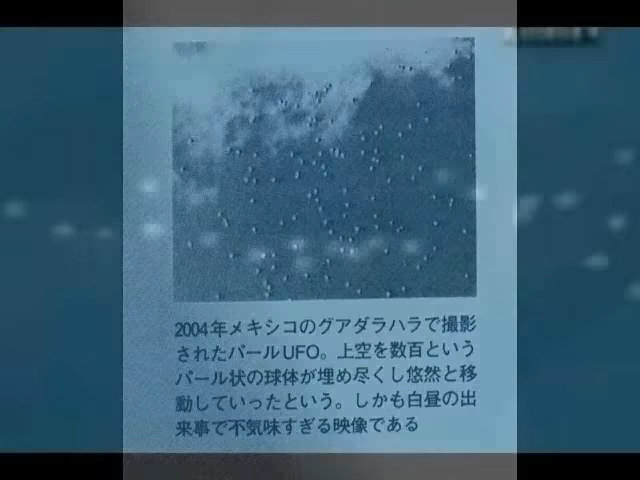 2004年メキシコのグアダラハラで撮影
されたパールUFO。上空を数百という
パール状の球体が埋め尽くし悠然と移
動していったという。しかも白昼の出
来事で不気味すぎる映像である